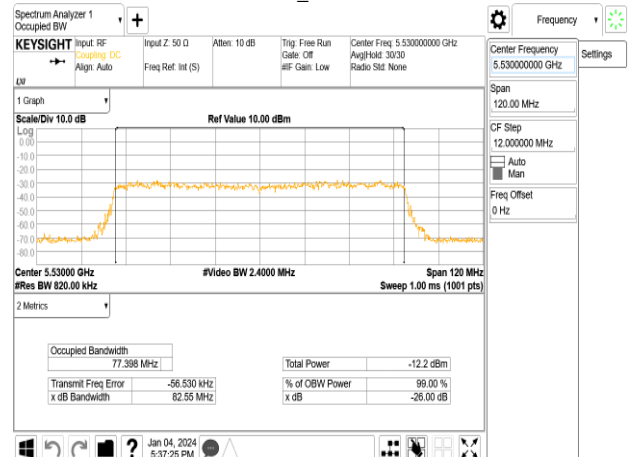 Spectrum Analyzer 1
Occupied BW
Frequency
KEYSIGHT
Input: RF
Coupling: DC
Align: Auto
Input Z: 50 Ω
Freq Ref: Int (S)
Atten: 10 dB
Trig: Free Run
Gate: Off
#IF Gain: Low
Center Freq: 5.530000000 GHz
Avg|Hold: 30/30
Radio Std: None
LXI
Center Frequency
5.530000000 GHz
Settings
Span
120.00 MHz
CF Step
12.000000 MHz
Auto
Man
Freq Offset
0 Hz
1 Graph
Scale/Div 10.0 dB
Ref Value 10.00 dBm
Log
0.00
-10.0
-20.0
-30.0
-40.0
-50.0
-60.0
-70.0
-80.0
Center 5.53000 GHz
#Video BW 2.4000 MHz
Span 120 MHz
#Res BW 820.00 kHz
Sweep 1.00 ms (1001 pts)
2 Metrics
Occupied Bandwidth
77.398 MHz
Total Power -12.2 dBm
Transmit Freq Error -56.530 kHz
% of OBW Power 99.00 %
x dB Bandwidth 82.55 MHz
x dB -26.00 dB
Jan 04, 2024
5:37:25 PM